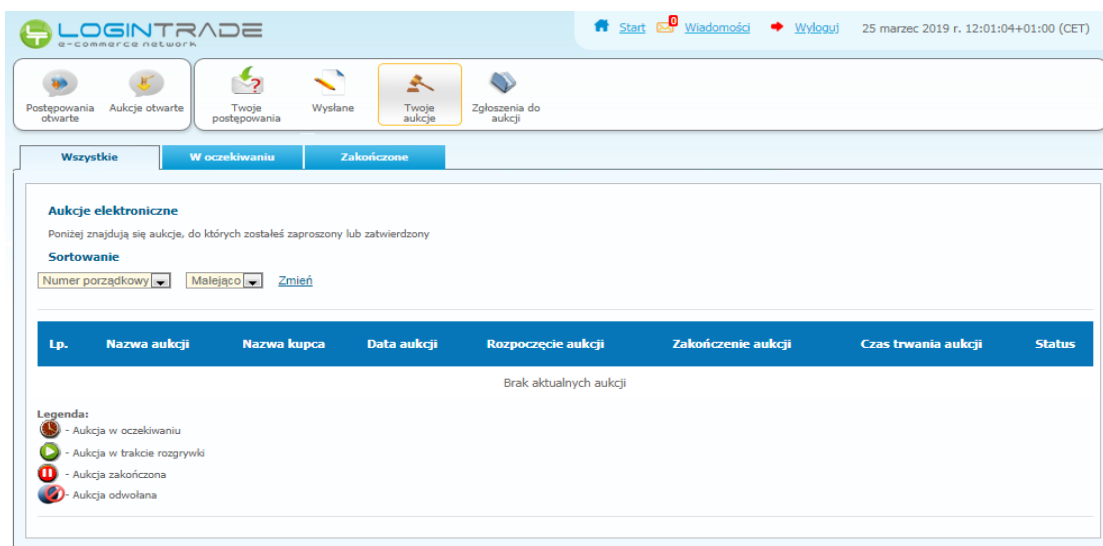 LOGINTRADE
e-commerce network
Start 0 Wiadomości Wyloguj 25 marzec 2019 r. 12:01:04+01:00 (CET)
Postępowania otwarte
Aukcje otwarte
Twoje postępowania
Wysłane
Twoje aukcje
Zgłoszenia do aukcji
Wszystkie W oczekiwaniu Zakończone
Aukcje elektroniczne
Poniżej znajdują się aukcje, do których zostałeś zaproszony lub zatwierdzony
Sortowanie
Numer porządkowy Malejąco Zmień
Lp. Nazwa aukcji Nazwa kupca Data aukcji Rozpoczęcie aukcji Zakończenie aukcji Czas trwania aukcji Status
Brak aktualnych aukcji
Legenda:
- Aukcja w oczekiwaniu
- Aukcja w trakcie rozgrywki
- Aukcja zakończona
- Aukcja odwołana